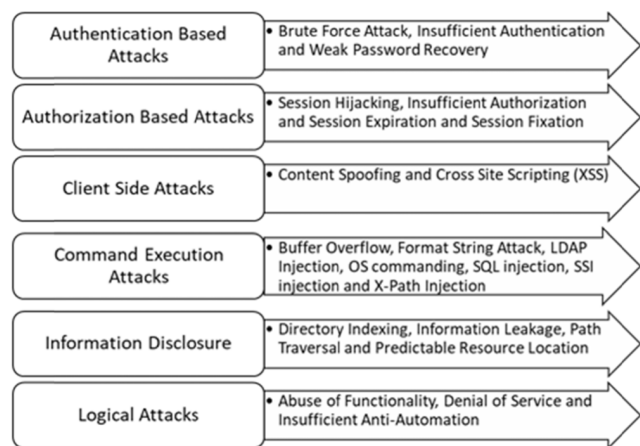 Authentication Based
Attacks
• Brute Force Attack, Insufficient Authentication
and Weak Password Recovery
Authorization Based Attacks
• Session Hijacking, Insufficient Authorization
and Session Expiration and Session Fixation
Client Side Attacks
• Content Spoofing and Cross Site Scripting (XSS)
Command Execution
Attacks
• Buffer Overflow, Format String Attack, LDAP
Injection, OS commanding, SQL injection, SSI
injection and X-Path Injection
Information Disclosure
• Directory Indexing, Information Leakage, Path
Traversal and Predictable Resource Location
Logical Attacks
• Abuse of Functionality, Denial of Service and
Insufficient Anti-Automation